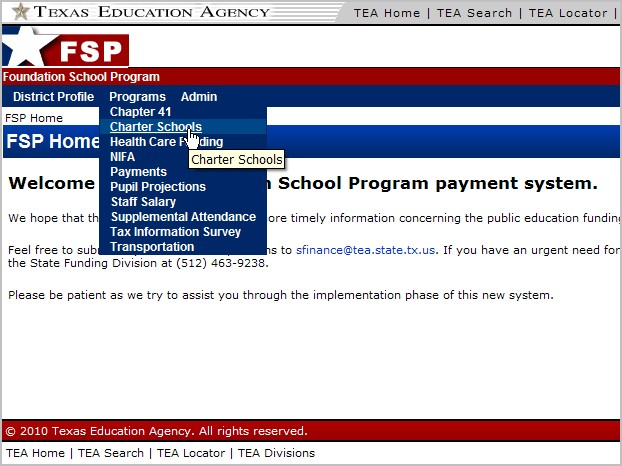 TEXAS EDUCATION AGENCY TEA Home | TEA Search | TEA Locator |
FSP
Foundation School Program
District Profile Programs Admin
Chapter 41
FSP Home Charter Schools
FSP Home Health Care F ding
Charter Schools
NIFA
Payments
Welcome n School Program payment system.
Pupil Projections
Staff Salary
We hope that th Supplemental Attendance ore timely information concerning the public education funding
Tax Information Survey
Feel free to subm Transportation ns to sfinance@tea.state.tx.us. If you have an urgent need for
the State Funding Division at (512) 463-9238.
Please be patient as we try to assist you through the implementation phase of this new system.
© 2010 Texas Education Agency. All rights reserved.
TEA Home | TEA Search | TEA Locator | TEA Divisions